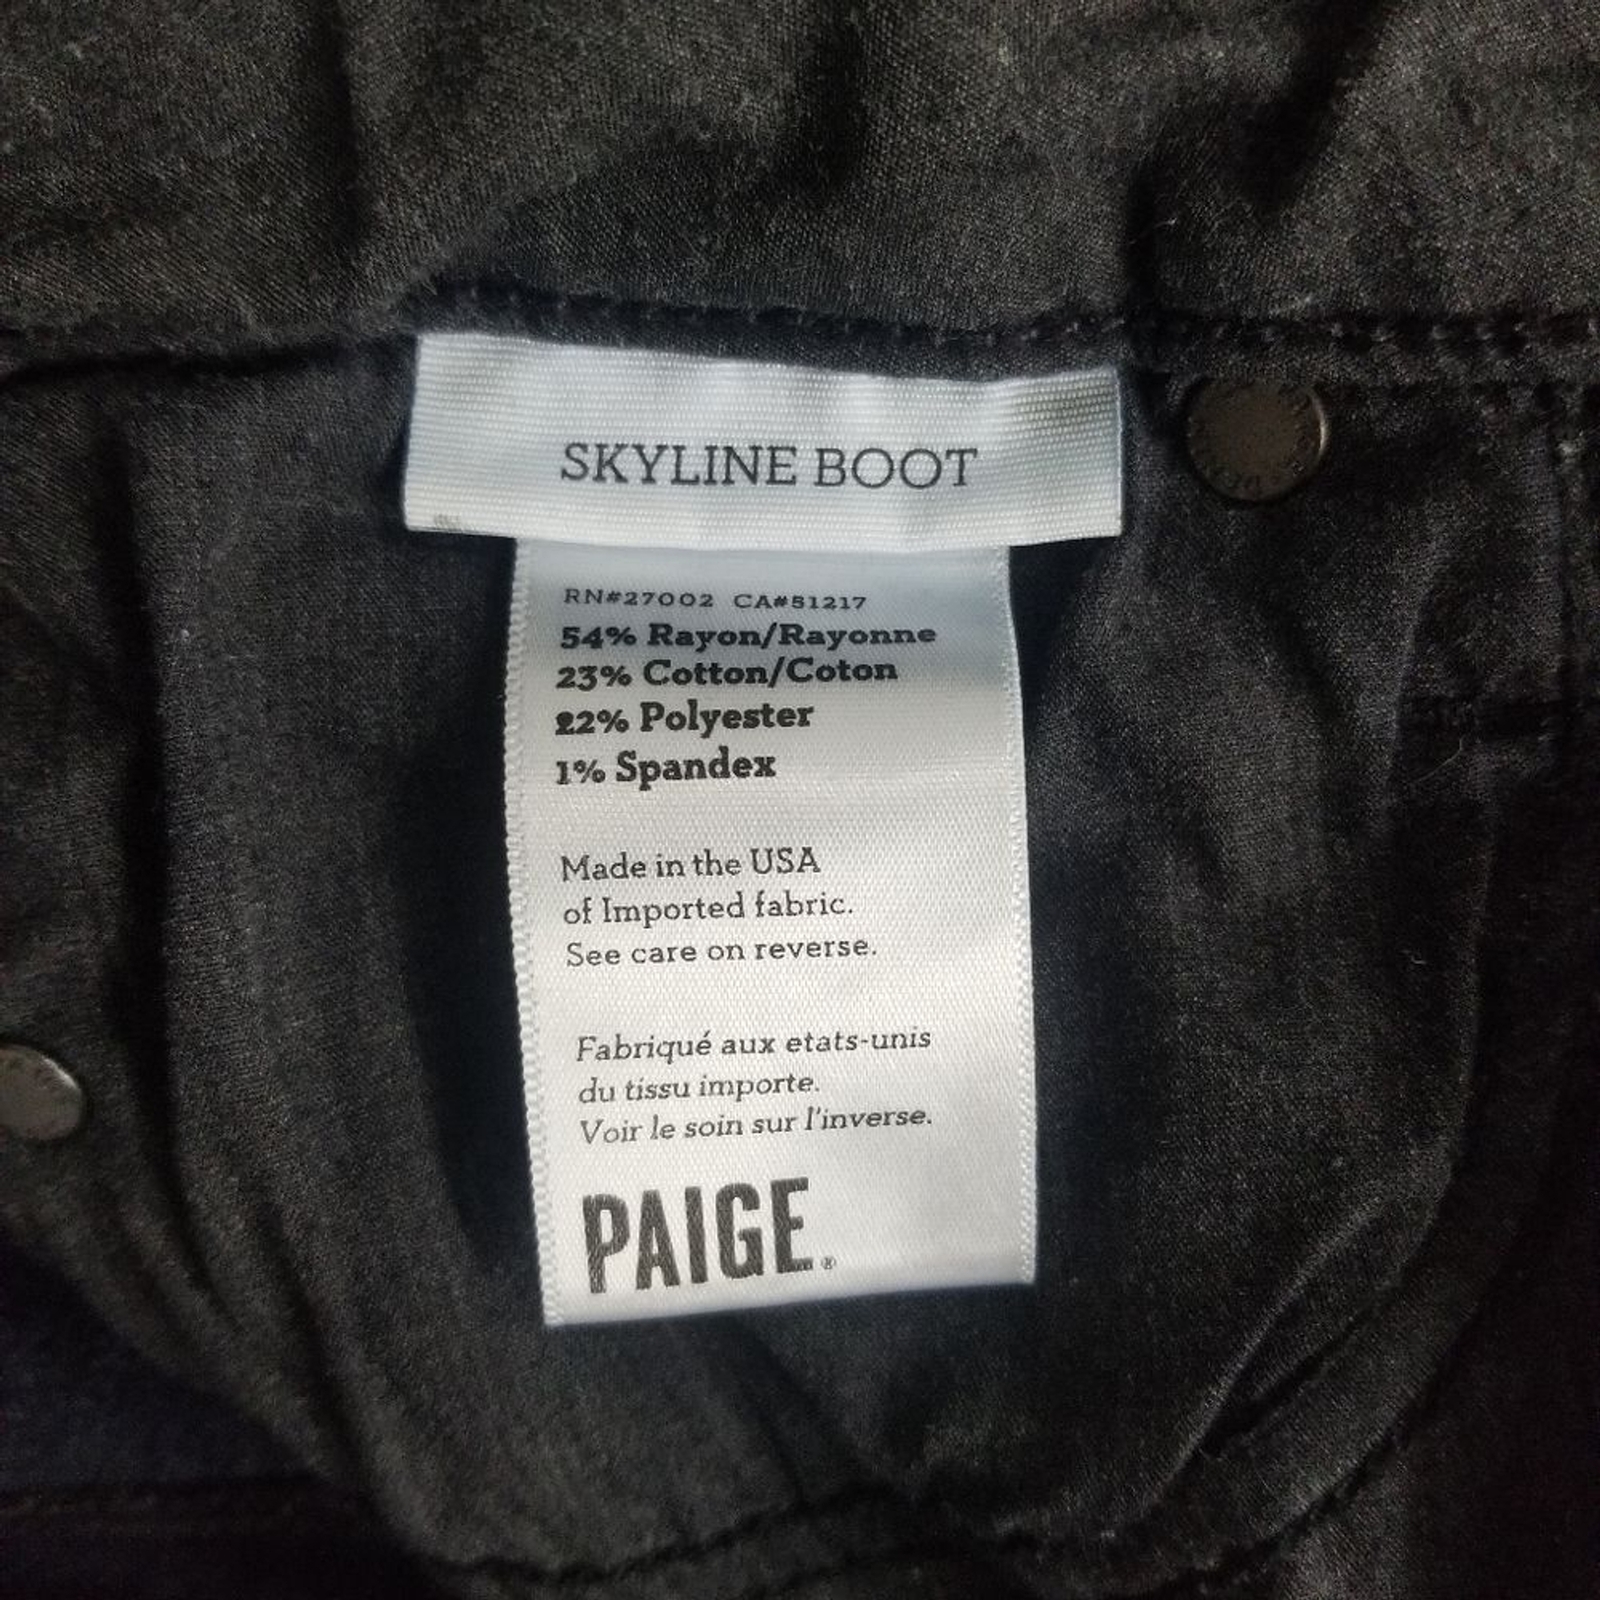 SKYLINE BOOT
RN#27002 CA#51217
54% Rayon/Rayonne
23% Cotton/Coton
22% Polyester
1% Spandex
Made in the USA
of Imported fabric.
See care on reverse.
Fabriqué aux etats-unis
du tissu importe.
Voir le soin sur l'inverse.
PAIGE®